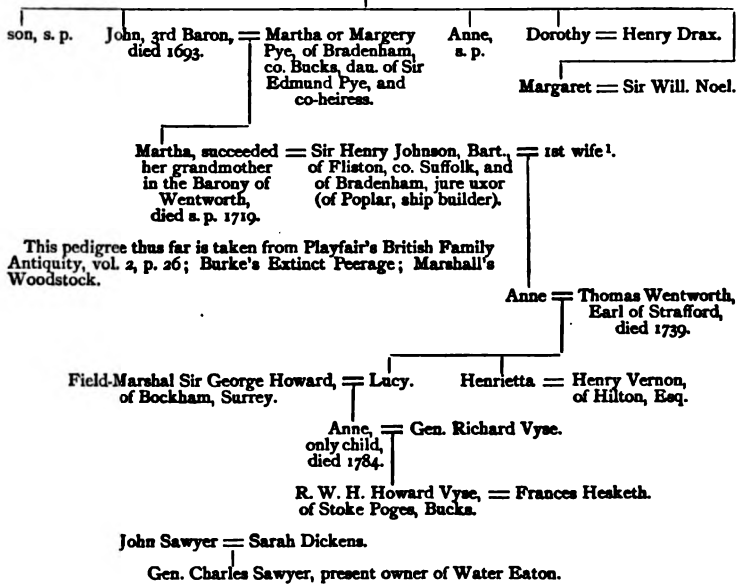 son, s. p. John, 3rd Baron, = Martha or Margery Anne, Dorothy = Henry Drax.
died 1693. Pye, of Bradenham, s. p.
co. Bucks, dau. of Sir
Edmund Pye, and Margaret = Sir Will. Noel.
co-heiress.
Martha, succeeded = Sir Henry Johnson, Bart., = 1st wife¹.
her grandmother of Fliston, co. Suffolk, and
in the Barony of of Bradenham, jure uxor
Wentworth, (of Poplar, ship builder).
died s. p. 1719.
This pedigree thus far is taken from Playfair's British Family
Antiquity, vol. 2, p. 26; Burke's Extinct Peerage; Marshall's
Woodstock.
Anne = Thomas Wentworth,
Earl of Strafford,
died 1739.
Field-Marshal Sir George Howard, = Lucy. Henrietta = Henry Vernon,
of Bockham, Surrey. of Hilton, Esq.
Anne, = Gen. Richard Vyse.
only child,
died 1784.
R. W. H. Howard Vyse, = Frances Hesketh.
of Stoke Poges, Bucks.
John Sawyer = Sarah Dickens.
Gen. Charles Sawyer, present owner of Water Eaton.